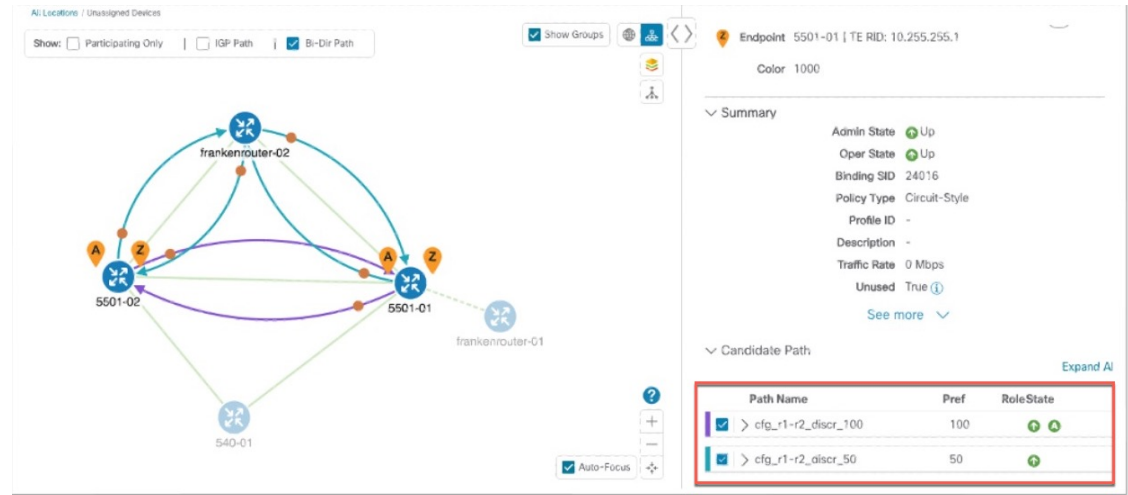 All Locations / Unassigned Devices
Show: Participating Only | IGP Path | Bi-Dir Path
Show Groups
frankenrouter-02
A Z
5501-02
A Z
5501-01
frankenrouter-01
540-01
?
+
−
Auto-Focus
Z Endpoint 5501-01 | TE RID: 10.255.255.1
Color 1000
Summary
Admin State Up
Oper State Up
Binding SID 24016
Policy Type Circuit-Style
Profile ID -
Description -
Traffic Rate 0 Mbps
Unused True i
See more
Candidate Path
Expand Al
Path Name Pref RoleState
cfg_r1-r2_discr_100 100 A
cfg_r1-r2_discr_50 50